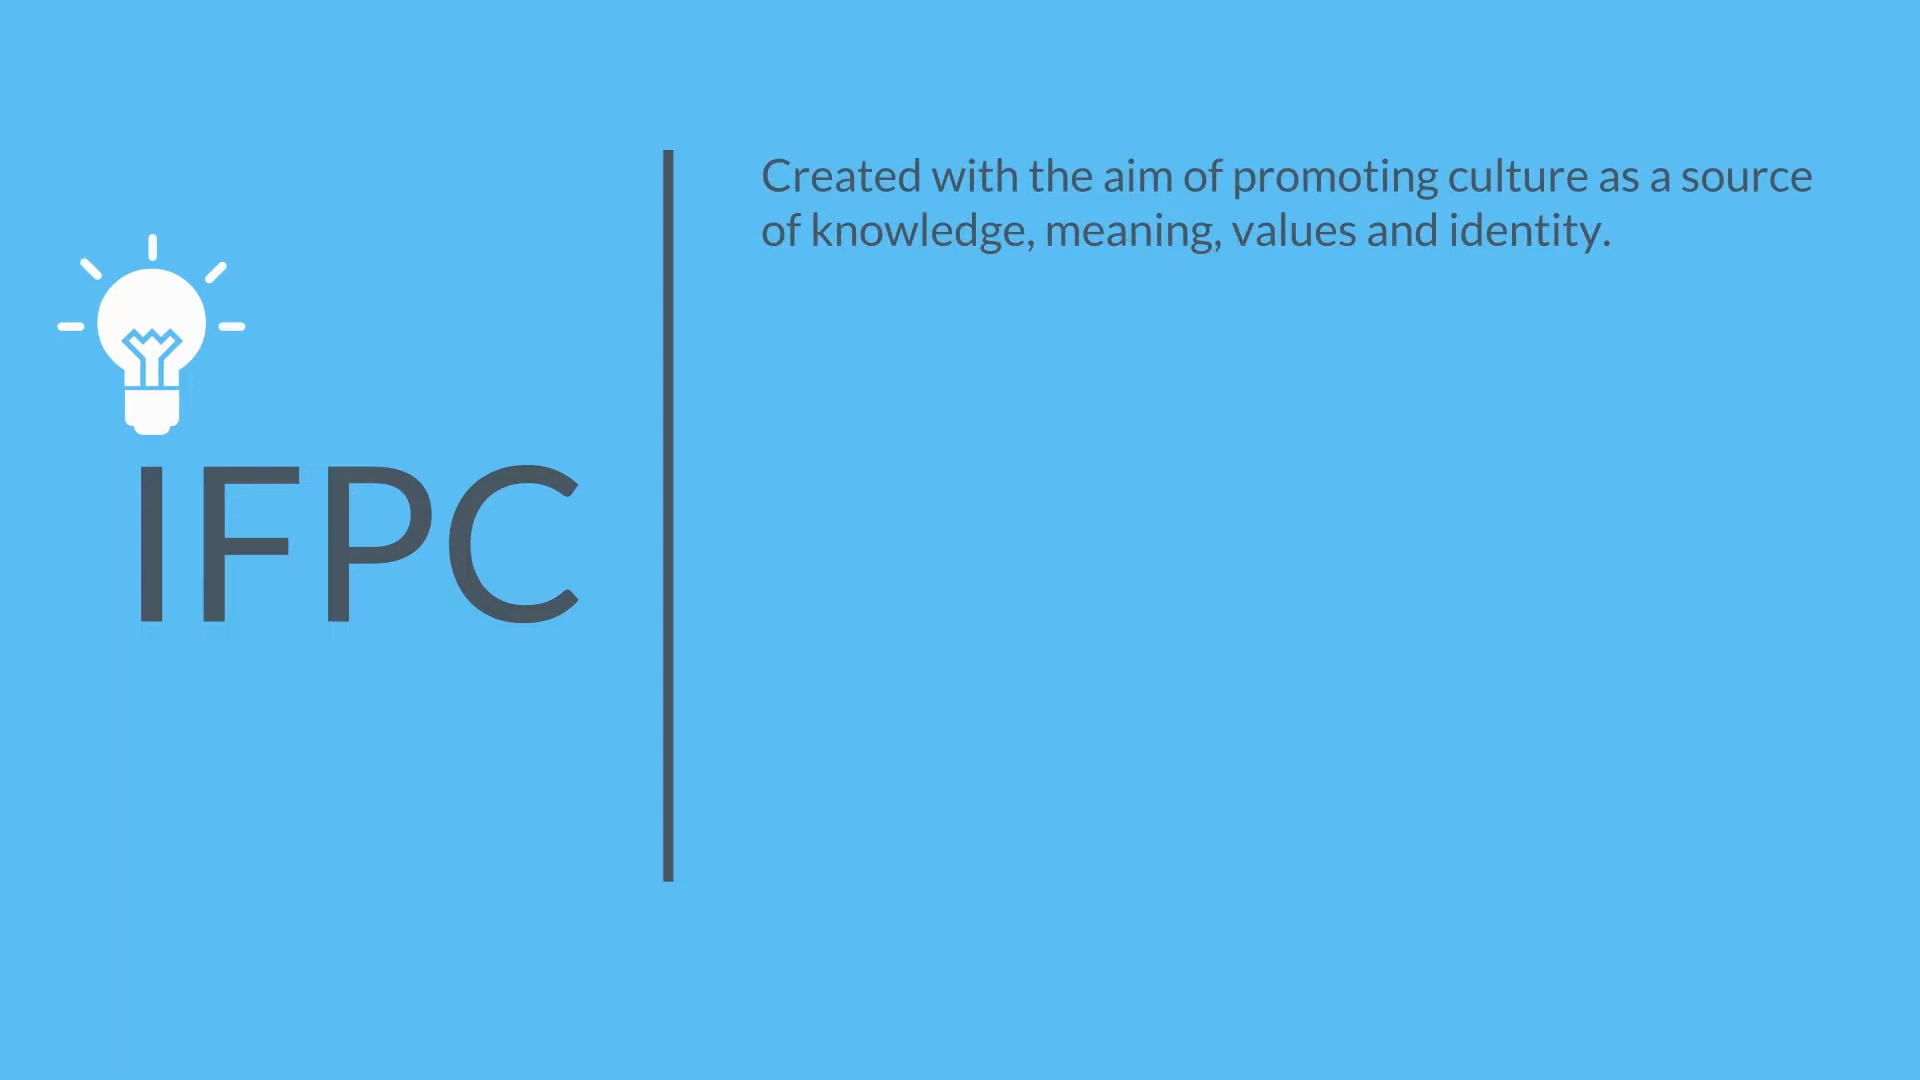 IFPC
Created with the aim of promoting culture as a source
of knowledge, meaning, values and identity.